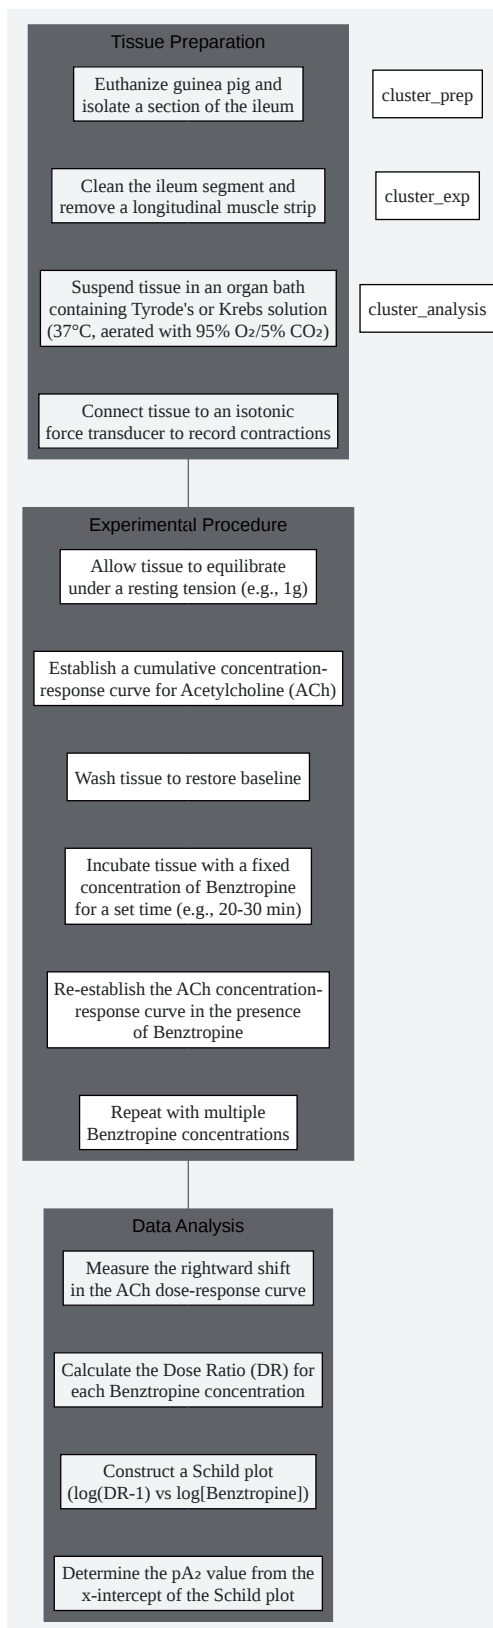 Tissue Preparation
Euthanize guinea pig and
isolate a section of the ileum
cluster_prep
Clean the ileum segment and
remove a longitudinal muscle strip
cluster_exp
Suspend tissue in an organ bath
containing Tyrode's or Krebs solution
(37°C, aerated with 95% O₂/5% CO₂)
cluster_analysis
Connect tissue to an isotonic
force transducer to record contractions
Experimental Procedure
Allow tissue to equilibrate
under a resting tension (e.g., 1g)
Establish a cumulative concentration-
response curve for Acetylcholine (ACh)
Wash tissue to restore baseline
Incubate tissue with a fixed
concentration of Benztropine
for a set time (e.g., 20-30 min)
Re-establish the ACh concentration-
response curve in the presence
of Benztropine
Repeat with multiple
Benztropine concentrations
Data Analysis
Measure the rightward shift
in the ACh dose-response curve
Calculate the Dose Ratio (DR) for
each Benztropine concentration
Construct a Schild plot
(log(DR-1) vs log[Benztropine])
Determine the pA₂ value from the
x-intercept of the Schild plot